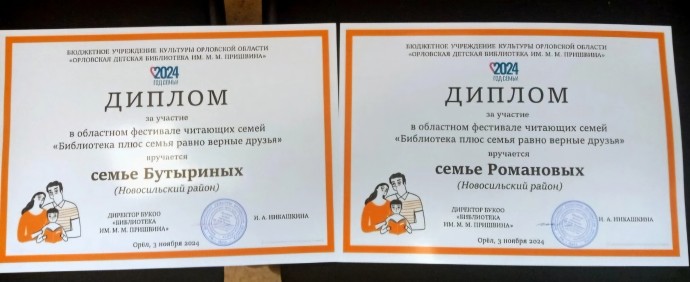 БЮДЖЕТНОЕ УЧРЕЖДЕНИЕ КУЛЬТУРЫ ОРЛОВСКОЙ ОБЛАСТИ
«ОРЛОВСКАЯ ДЕТСКАЯ БИБЛИОТЕКА ИМ. М. М. ПРИШВИНА»
2024
ГОД СЕМЬИ
ДИПЛОМ
за участие
в областном фестивале читающих семей
«Библиотека плюс семья равно верные друзья»
вручается
семье Бутыриных
(Новосильский район)
ДИРЕКТОР БУКОО
«БИБЛИОТЕКА
ИМ. М. М. ПРИШВИНА»
И. А. НИКАШКИНА
Орёл, 3 ноября 2024
БЮДЖЕТНОЕ УЧРЕЖДЕНИЕ КУЛЬТУРЫ ОРЛОВСКОЙ ОБЛАСТИ
«ОРЛОВСКАЯ ДЕТСКАЯ БИБЛИОТЕКА ИМ. М. М. ПРИШВИНА»
2024
ГОД СЕМЬИ
ДИПЛОМ
за участие
в областном фестивале читающих семей
«Библиотека плюс семья равно верные друзья»
вручается
семье Романовых
(Новосильский район)
ДИРЕКТОР БУКОО
«БИБЛИОТЕКА
ИМ. М. М. ПРИШВИНА»
И. А. НИКАШКИНА
Орёл, 3 ноября 2024